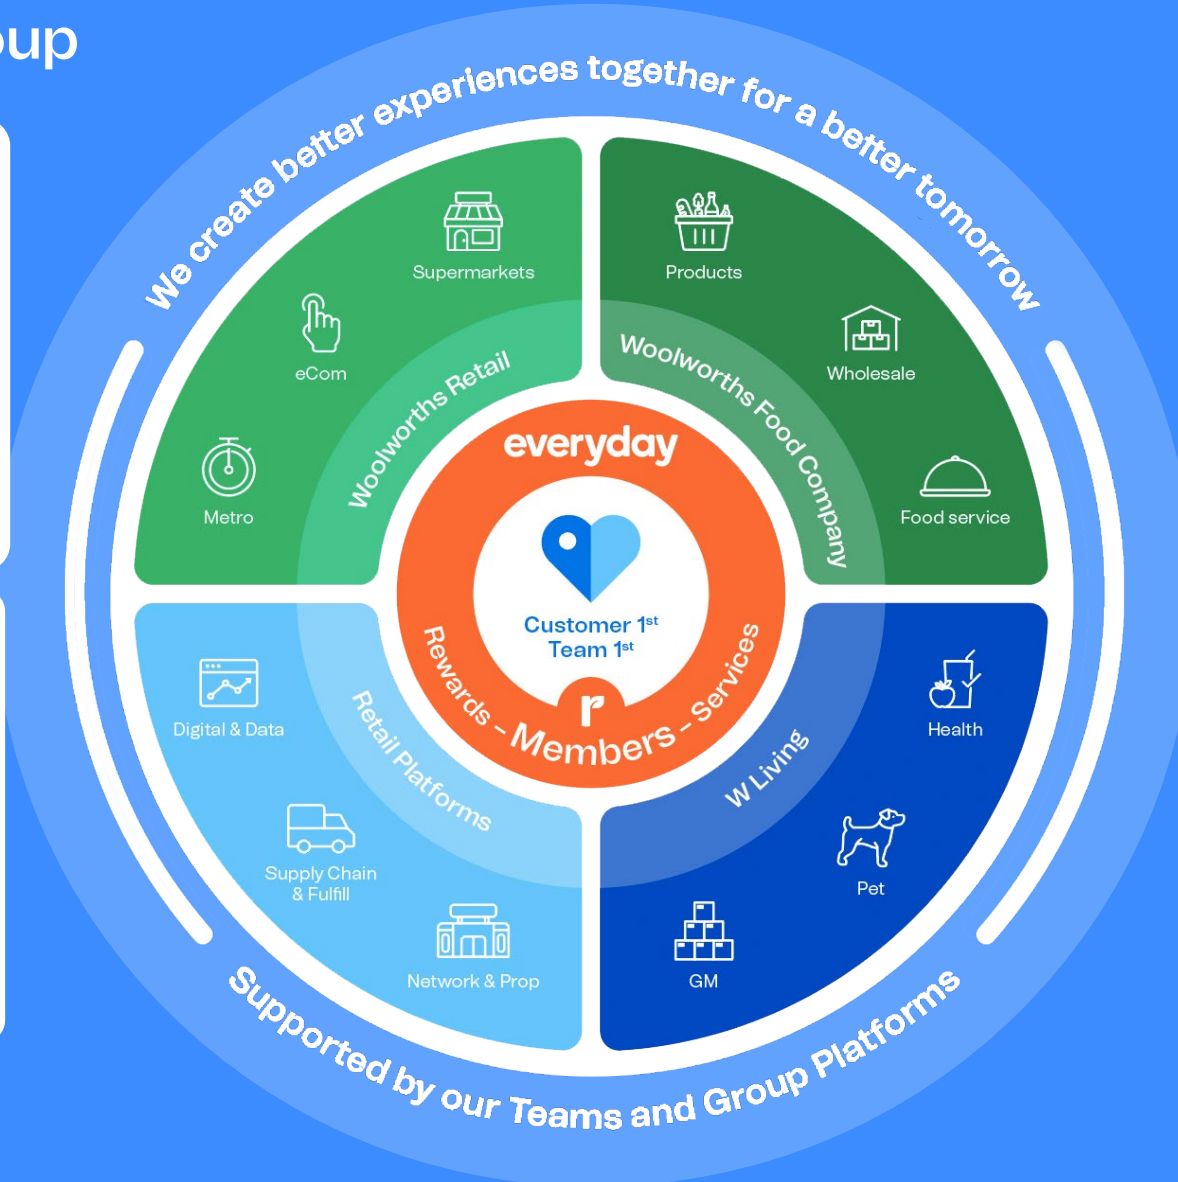 oup
We create better experiences together for a better tomorrow
Supermarkets
eCom
Metro
Woolworths Retail
Products
Wholesale
Food service
Woolworths Food Company
everyday
Customer 1st
Team 1st
r
Rewards - Members - Services
Retail Platforms
Digital & Data
Supply Chain
& Fulfill
Network & Prop
W Living
Health
Pet
GM
Supported by our Teams and Group Platforms